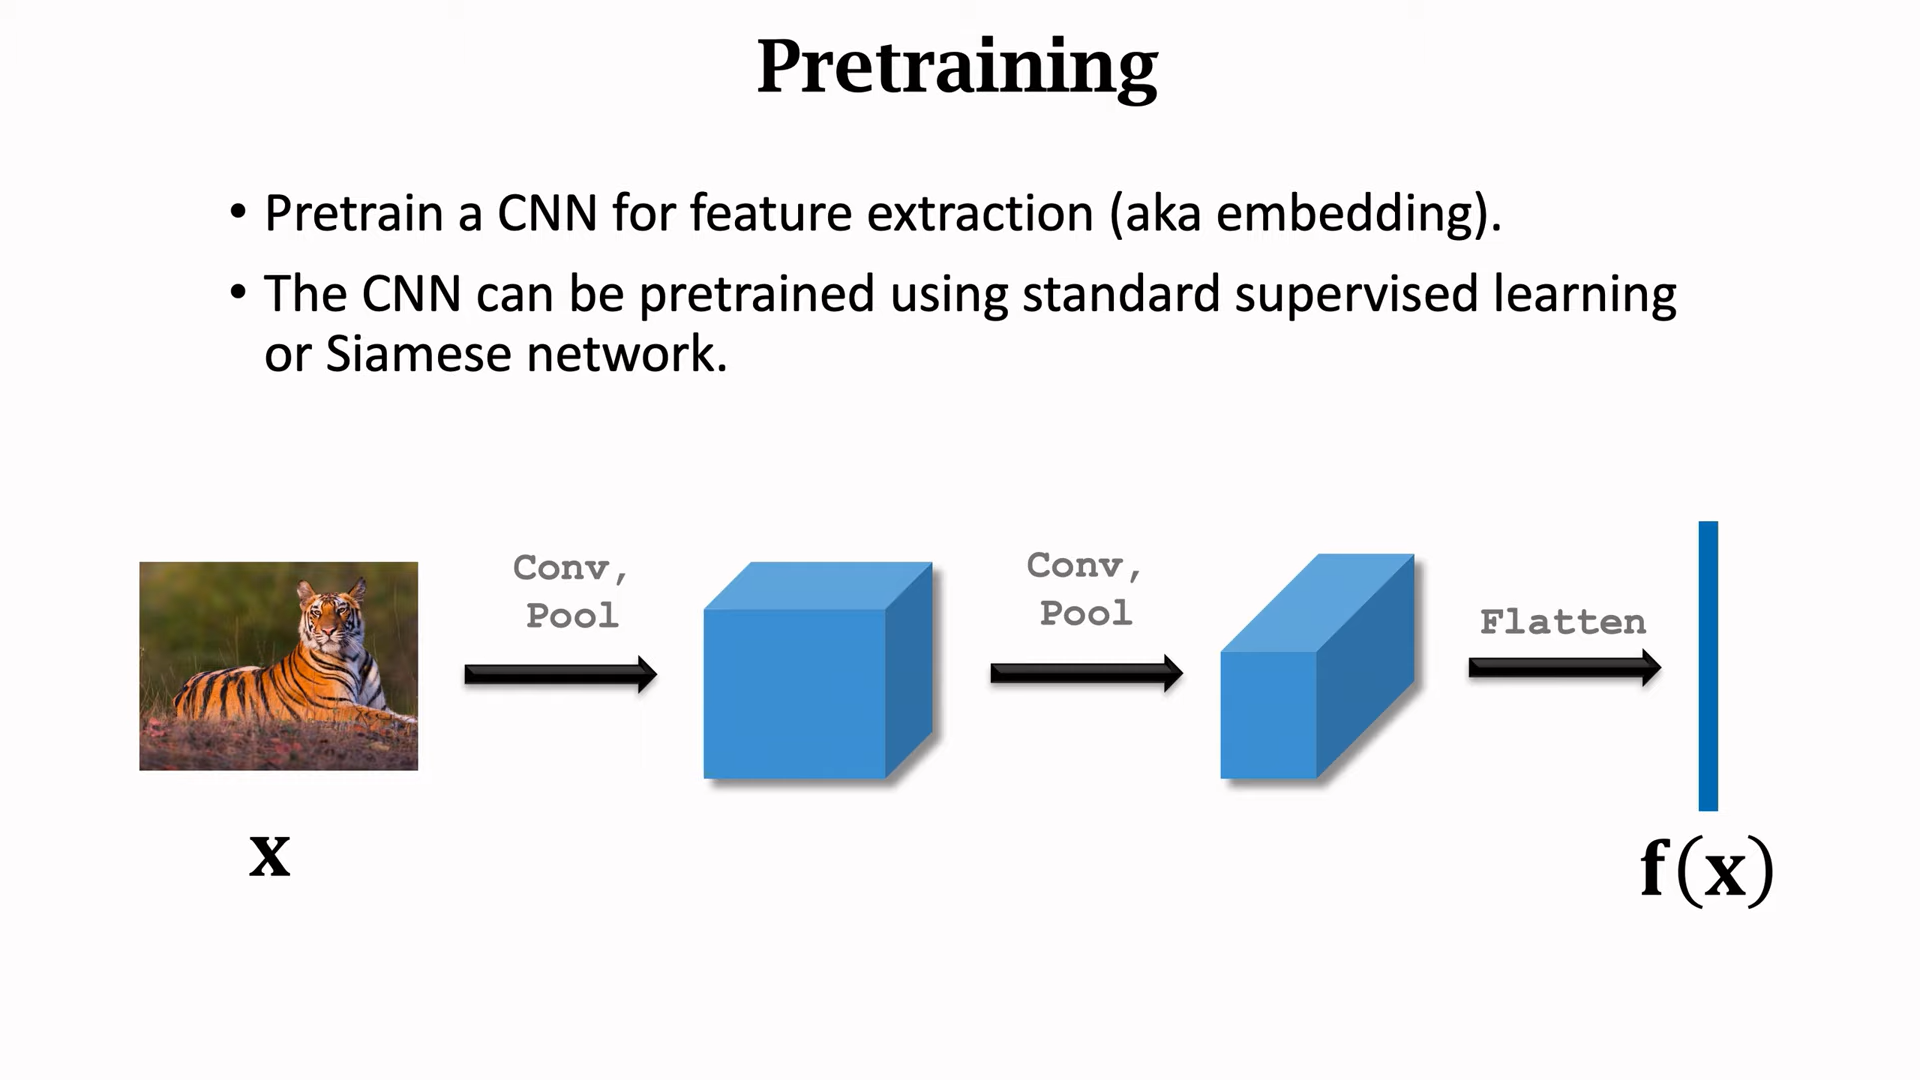 Pretraining
• Pretrain a CNN for feature extraction (aka embedding).
• The CNN can be pretrained using standard supervised learning
or Siamese network.
Conv,
Pool
Conv,
Pool
Flatten
x
f(x)